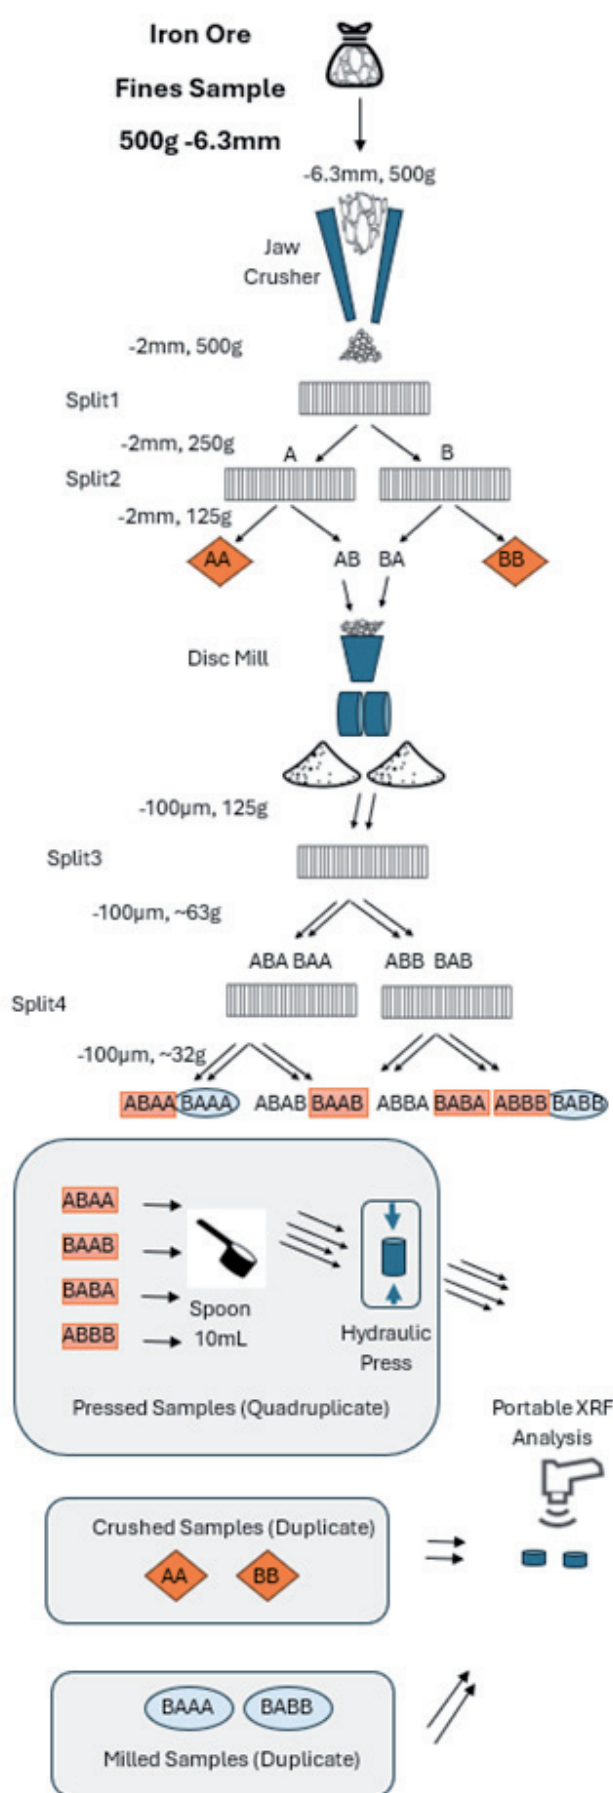 Iron Ore
Fines Sample
500g -6.3mm
-6.3mm, 500g
Jaw
Crusher
-2mm, 500g
Split1
-2mm, 250g
A
B
Split2
-2mm, 125g
AA
AB BA
BB
Disc Mill
-100µm, 125g
Split3
-100µm, ~63g
ABA BAA
ABB BAB
Split4
-100µm, ~32g
ABAA BAAA ABAB BAAB ABBA BABA ABBB BABB
ABAA
BAAB
BABA
ABBB
Spoon
10mL
Hydraulic
Press
Pressed Samples (Quadruplicate)
Portable XRF
Analysis
Crushed Samples (Duplicate)
AA
BB
BAAA
BABB
Milled Samples (Duplicate)